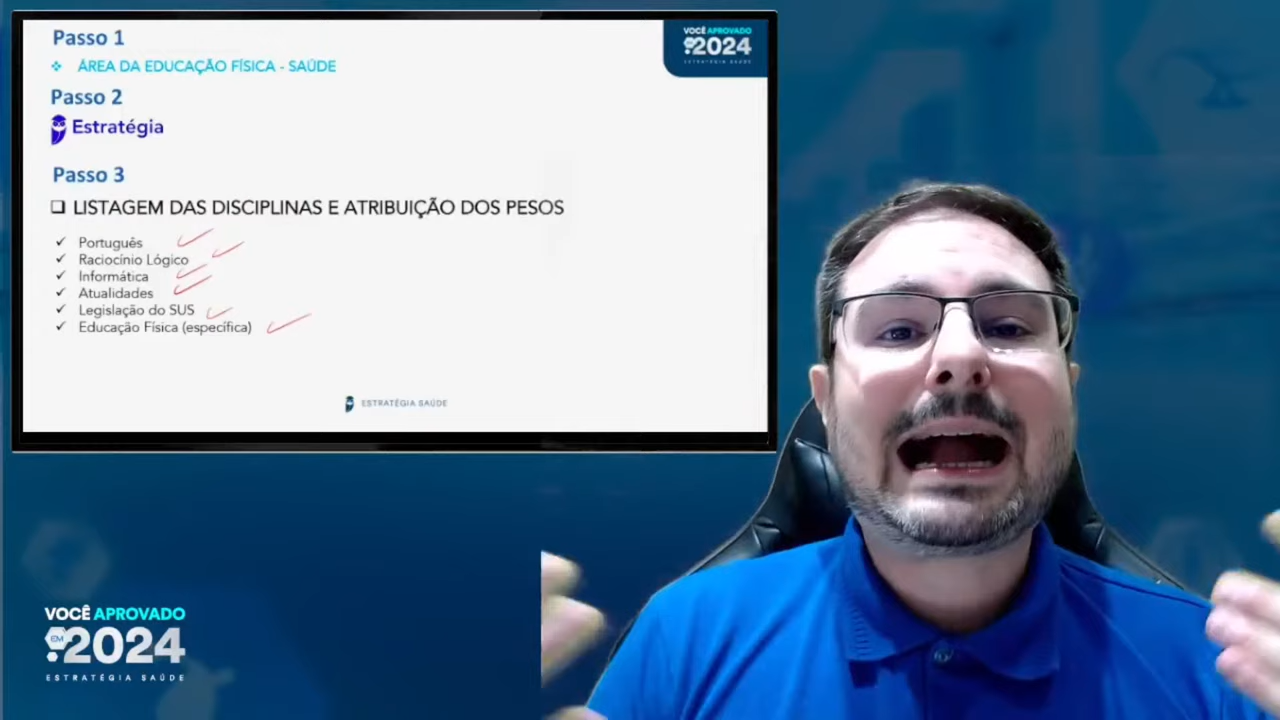 Passo 1
❖ ÁREA DA EDUCAÇÃO FÍSICA - SAÚDE
Passo 2
Estratégia
Passo 3
❑ LISTAGEM DAS DISCIPLINAS E ATRIBUIÇÃO DOS PESOS
✓ Português
✓ Raciocínio Lógico
✓ Informática
✓ Atualidades
✓ Legislação do SUS
✓ Educação Física (específica)
ESTRATÉGIA SAÚDE
VOCÊ APROVADO
2024
ESTRATÉGIA SAÚDE
VOCÊ APROVADO
EM 2024
ESTRATÉGIA SAÚDE